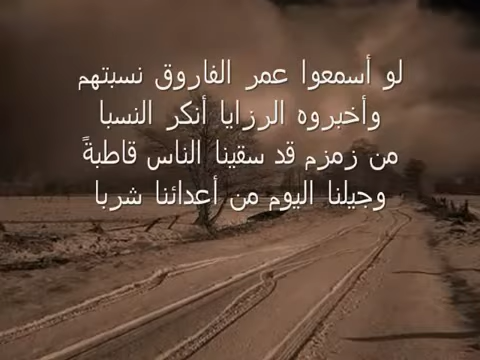 لو أسمعوا عمر الفاروق نسبتهم
وأخبروه الرزايا أنكر النسبا
من زمزم قد سقينا الناس قاطبةً
وجيلنا اليوم من أعدائنا شربا